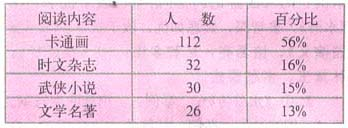 阅读内容 人 数 百分比
卡通画 112 56%
时文杂志 32 16%
武侠小说 30 15%
文学名著 26 13%